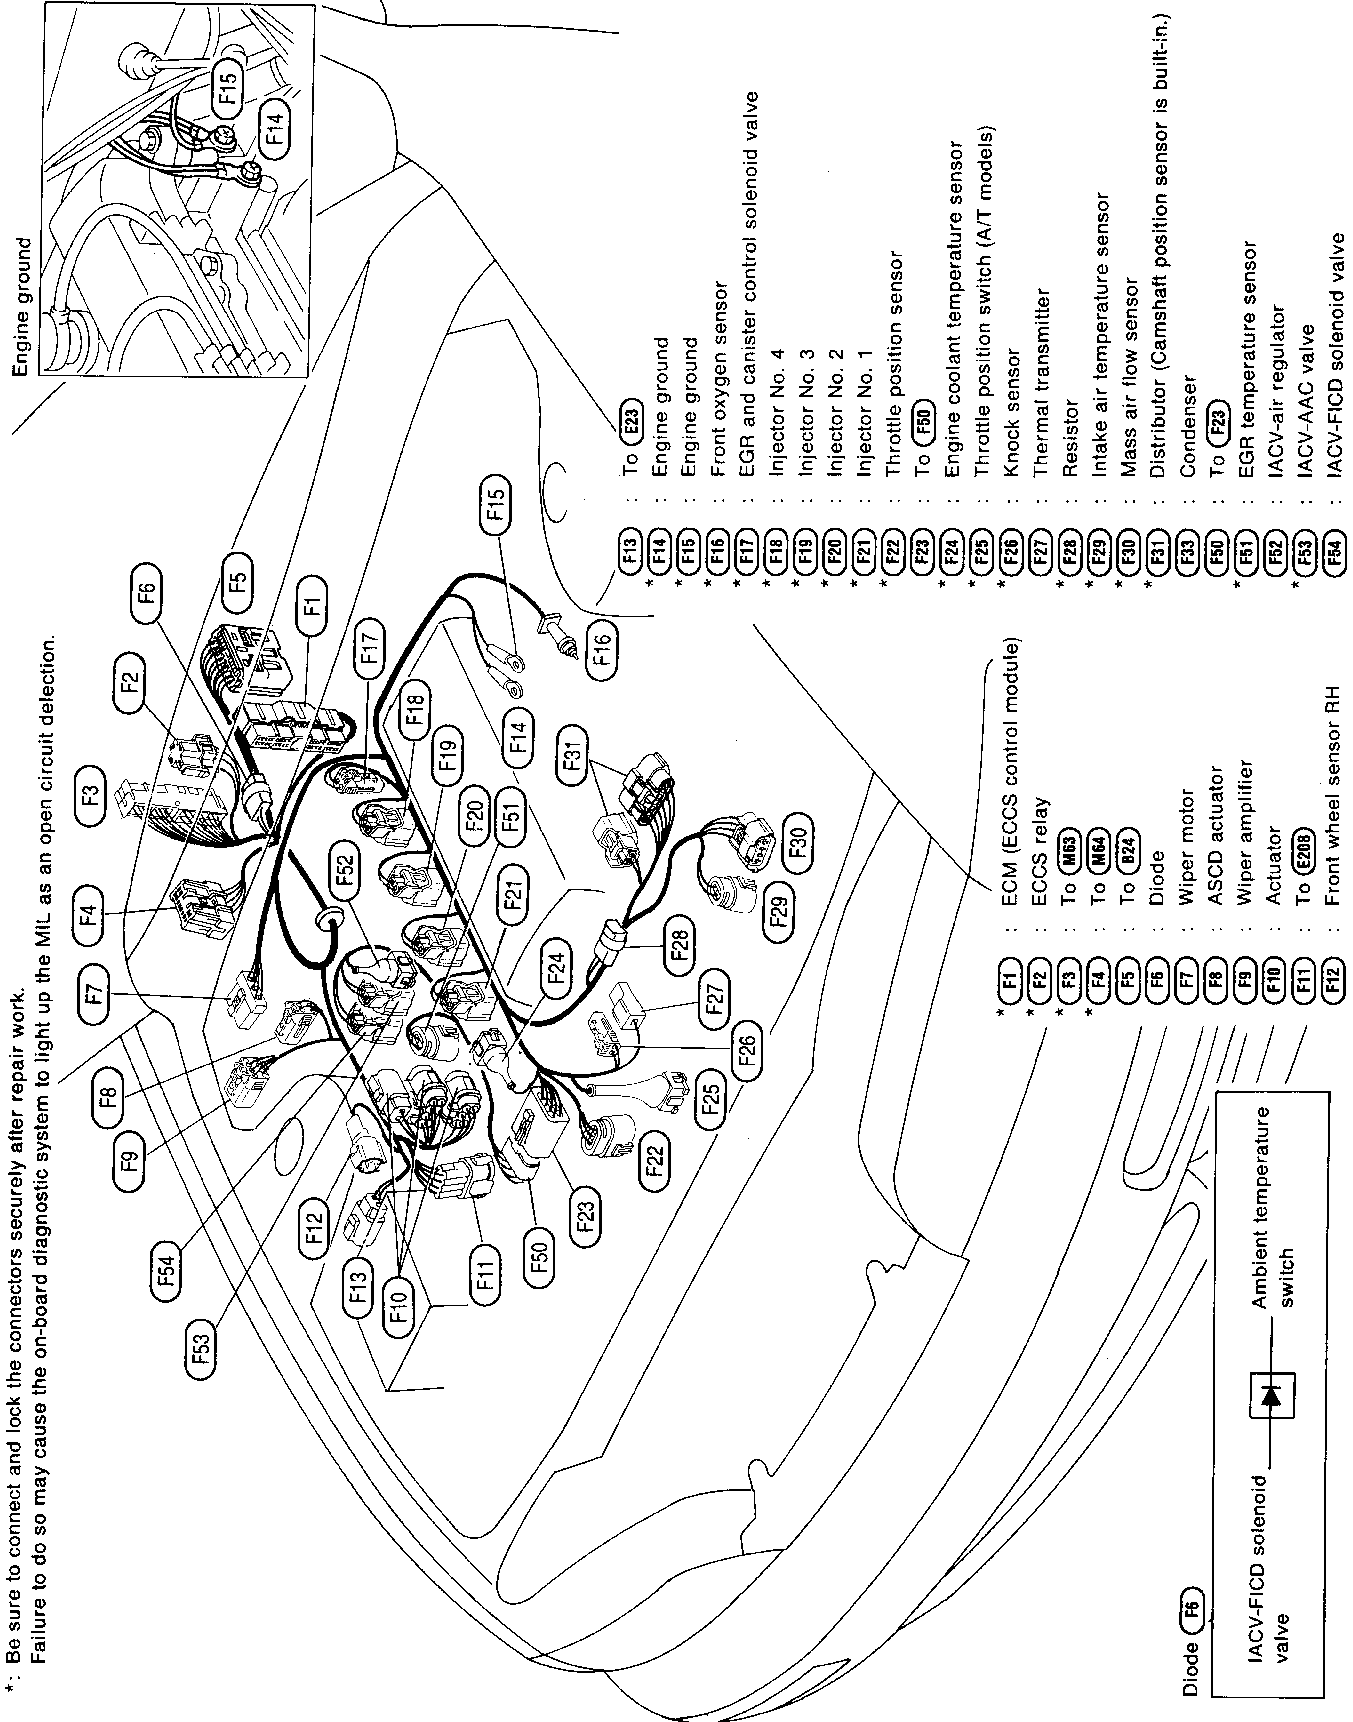 *: Be sure to connect and lock the connectors securely after repair work.
Failure to do so may cause the on-board diagnostic system to light up the MIL as an open circuit delection.
Engine ground
F15
F14
F6
F5
F2
F1
F3
F17
F18
F15
F4
F19
F14
F16
F52
F20
F51
F31
F7
F21
F30
F8
F24
F28
F29
F9
F27
F26
F25
F12
F22
F54
F13
F23
F50
F11
F10
F53
* F1 : ECM (ECCS control module)
* F2 : ECCS relay
* F3 : To M63
* F4 : To M64
F5 : To B24
F6 : Diode
F7 : Wiper motor
F8 : ASCD actuator
F9 : Wiper amplifier
F10 : Actuator
F11 : To E208
F12 : Front wheel sensor RH
F13 : To E23
* F14 : Engine ground
* F15 : Engine ground
* F16 : Front oxygen sensor
* F17 : EGR and canister control solenoid valve
* F18 : Injector No. 4
* F19 : Injector No. 3
* F20 : Injector No. 2
* F21 : Injector No. 1
* F22 : Throttle position sensor
F23 : To F50
* F24 : Engine coolant temperature sensor
* F25 : Throttle position switch (A/T models)
* F26 : Knock sensor
F27 : Thermal transmitter
* F28 : Resistor
* F29 : Intake air temperature sensor
* F30 : Mass air flow sensor
* F31 : Distributor (Camshaft position sensor is built-in.)
F33 : Condenser
F50 : To F23
* F51 : EGR temperature sensor
F52 : IACV-air regulator
* F53 : IACV-AAC valve
F54 : IACV-FICD solenoid valve
Diode F6
IACV-FICD solenoid
valve
Ambient temperature
switch